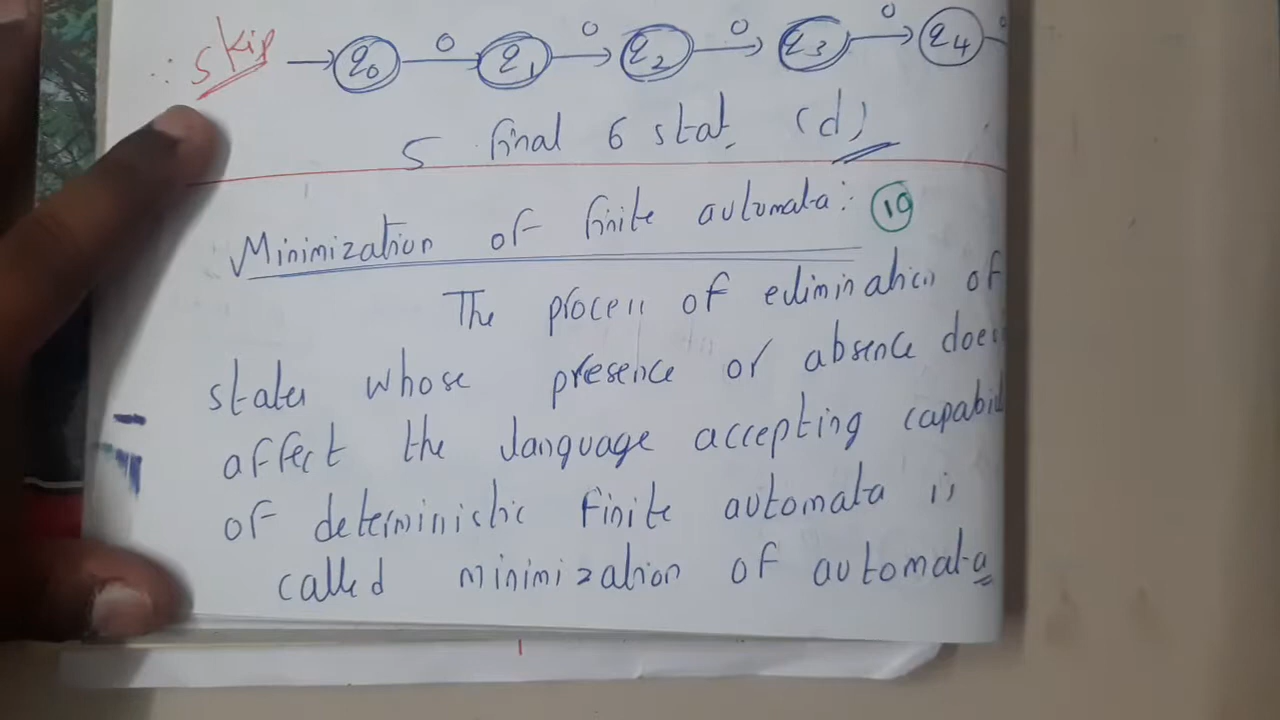 ∴ skip → q0 0→ q1 0→ q2 0→ q3 0→ q4
5 final 6 stat. (d)
Minimization of finite automata: 10
The process of elimination of
states whose presence or absence does
affect the language accepting capabil
of deterministic finite automata is
called minimization of automata